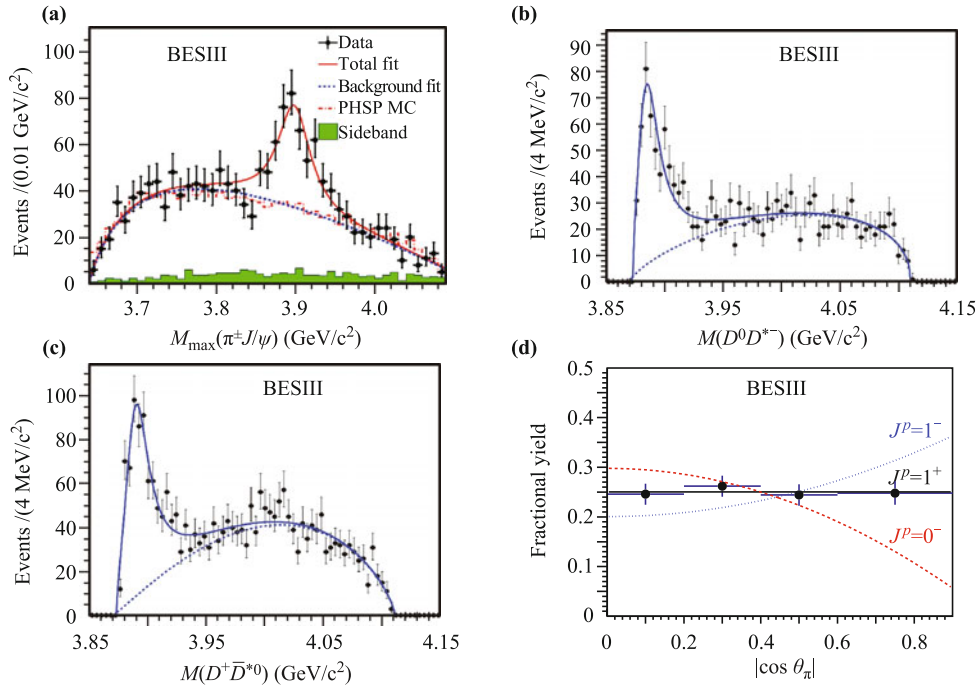 (a)
BESIII
Data
Total fit
Background fit
PHSP MC
Sideband
Events /(0.01 GeV/c2)
100
80
60
40
20
0
3.7
3.8
3.9
4.0
Mmax(π±J/ψ) (GeV/c2)
(b)
BESIII
Events /(4 MeV/c2)
90
80
70
60
50
40
30
20
10
0
3.85
3.95
4.05
4.15
M(D⁰D*⁻) (GeV/c2)
(c)
BESIII
Events /(4 MeV/c2)
100
80
60
40
20
0
3.85
3.95
4.05
4.15
M(D⁺D̅*⁰) (GeV/c2)
(d)
BESIII
Fractional yield
0.5
0.4
0.3
0.2
0.1
0
0
0.2
0.4
0.6
0.8
Jᵖ=1⁻
Jᵖ=1⁺
Jᵖ=0⁻
|cos θπ|